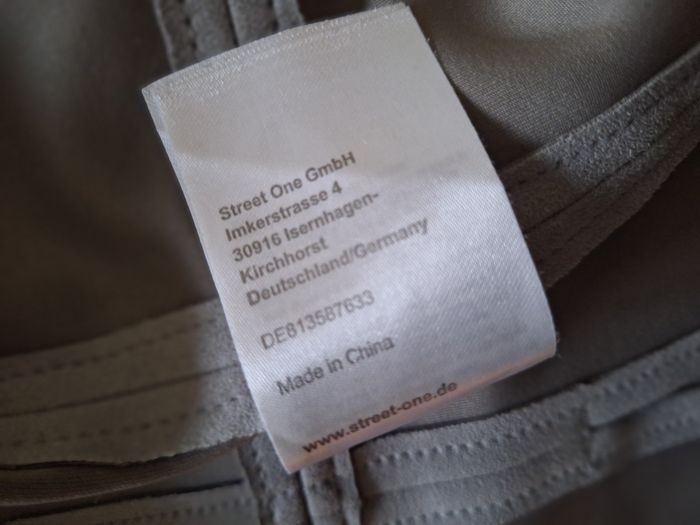 Street One GmbH
Imkerstrasse 4
30916 Isernhagen-
Kirchhorst
Deutschland/Germany
DE813587633
Made in China
www.street-one.de